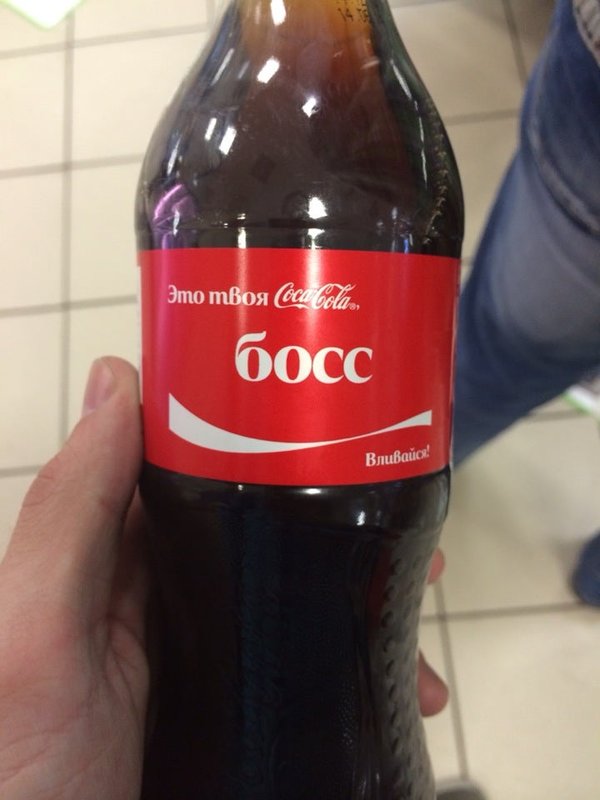 Это твоя Coca-Cola®,
босс
Вливайся!